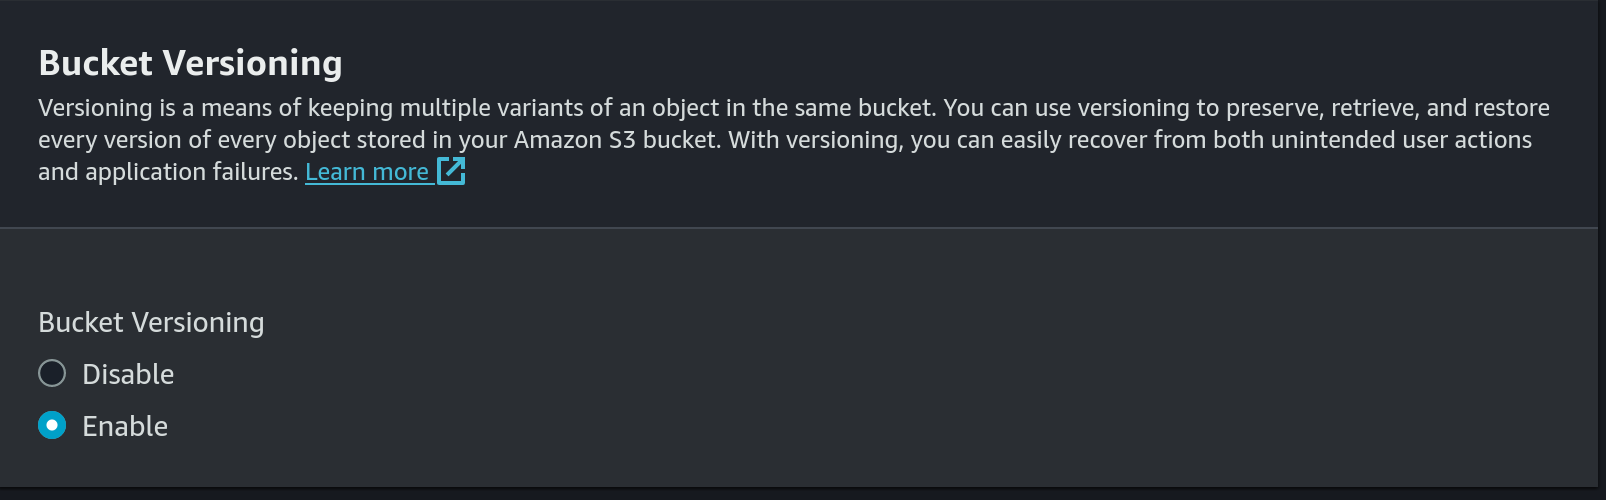 Bucket Versioning
Versioning is a means of keeping multiple variants of an object in the same bucket. You can use versioning to preserve, retrieve, and restore
every version of every object stored in your Amazon S3 bucket. With versioning, you can easily recover from both unintended user actions
and application failures. Learn more
Bucket Versioning
Disable
Enable